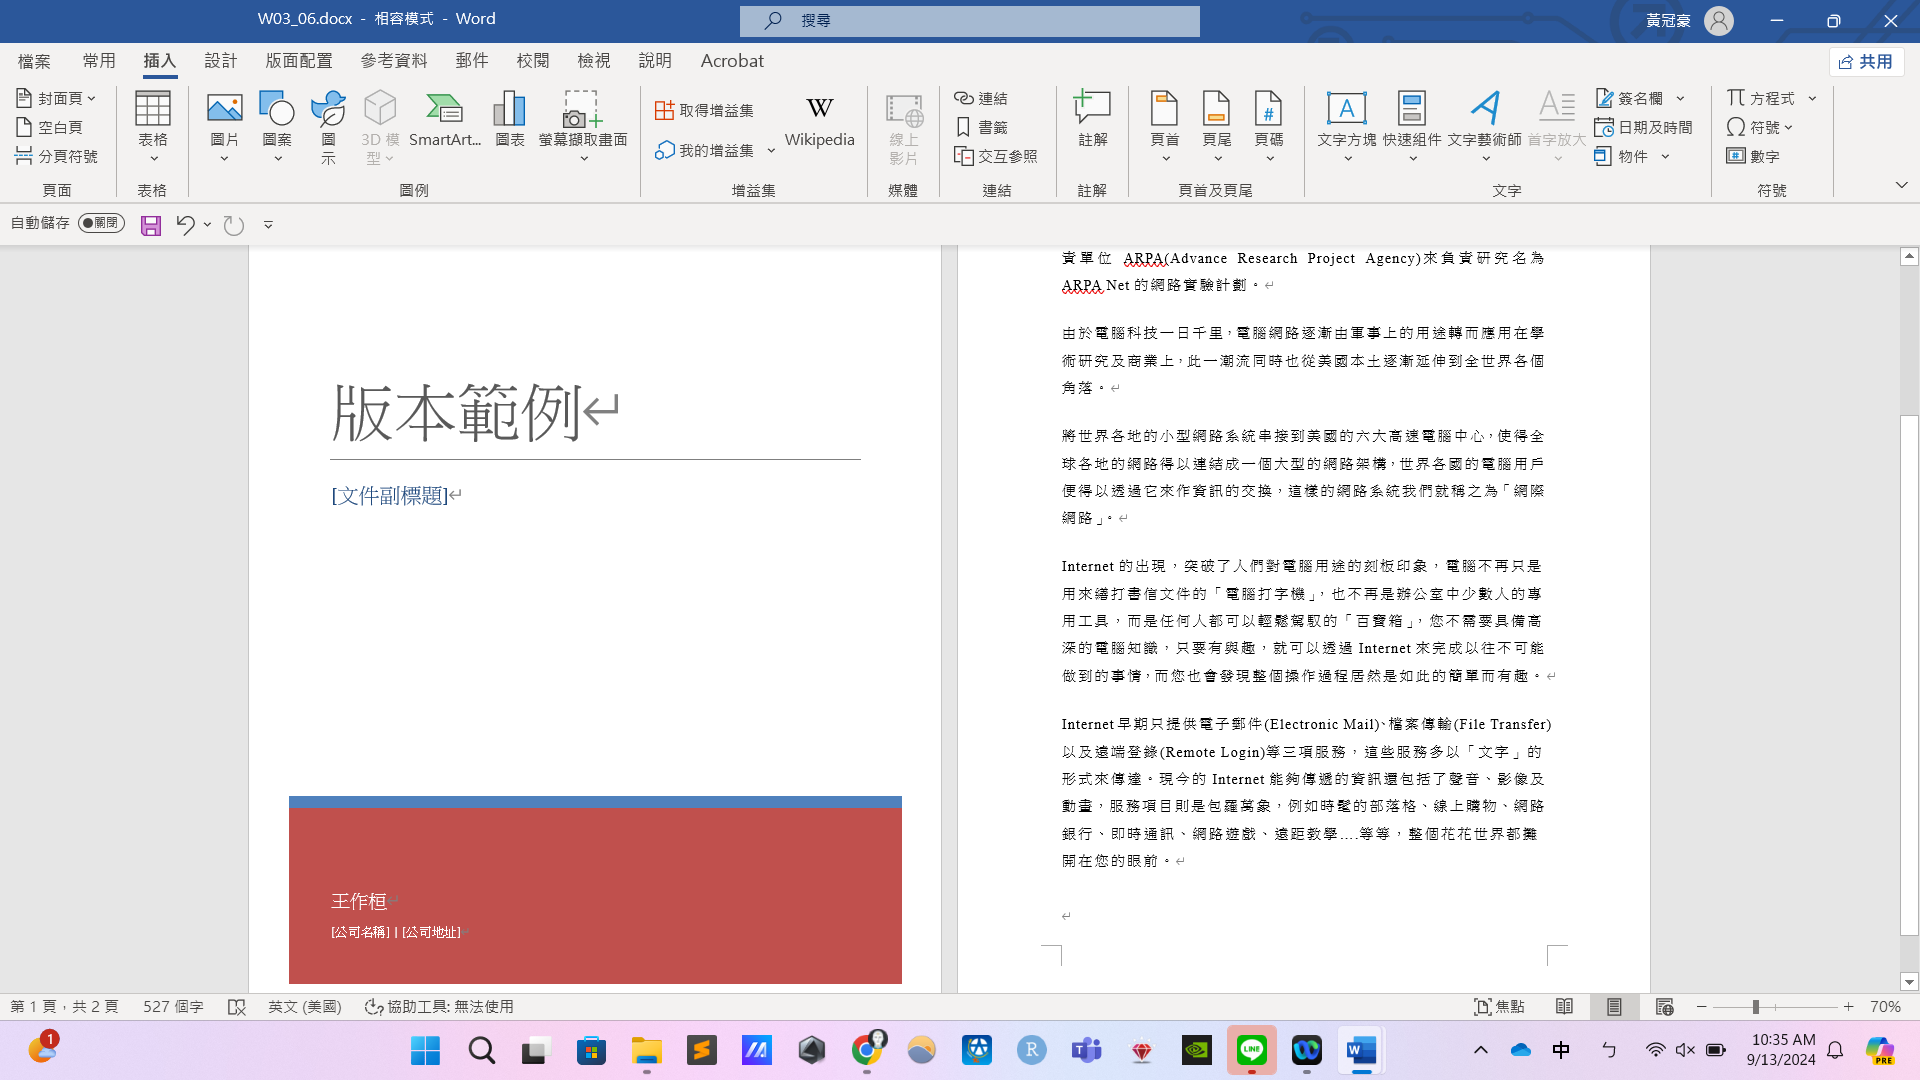 W03_06.docx - 相容模式 - Word
搜尋
黃冠豪
檔案 常用 插入 設計 版面配置 參考資料 郵件 校閱 檢視 說明 Acrobat
共用
封面頁
空白頁
分頁符號
頁面
表格
表格
圖片
圖案
圖示
3D 模型
SmartArt...
圖表
螢幕擷取畫面
圖例
取得增益集
我的增益集
Wikipedia
增益集
線上影片
媒體
連結
書籤
交互參照
連結
註解
註解
頁首
頁尾
頁碼
頁首及頁尾
文字方塊
快速組件
文字藝術師
首字放大
簽名欄
日期及時間
物件
文字
方程式
符號
數字
符號
自動儲存 關閉
版本範例
[文件副標題]
王作桓
[公司名稱] | [公司地址]
責單位 ARPA(Advance Research Project Agency)來負責研究名為
ARPA Net 的網路實驗計劃。
由於電腦科技一日千里，電腦網路逐漸由軍事上的用途轉而應用在學
術研究及商業上，此一潮流同時也從美國本土逐漸延伸到全世界各個
角落。
將世界各地的小型網路系統串接到美國的六大高速電腦中心，使得全
球各地的網路得以連結成一個大型的網路架構，世界各國的電腦用戶
便得以透過它來作資訊的交換，這樣的網路系統我們就稱之為「網際
網路」。
Internet 的出現，突破了人們對電腦用途的刻板印象，電腦不再只是
用來繕打書信文件的「電腦打字機」，也不再是辦公室中少數人的專
用工具，而是任何人都可以輕鬆駕馭的「百寶箱」，您不需要具備高
深的電腦知識，只要有興趣，就可以透過 Internet 來完成以往不可能
做到的事情，而您也會發現整個操作過程居然是如此的簡單而有趣。
Internet 早期只提供電子郵件(Electronic Mail)、檔案傳輸(File Transfer)
以及遠端登錄(Remote Login)等三項服務，這些服務多以「文字」的
形式來傳達。現今的 Internet 能夠傳遞的資訊還包括了聲音、影像及
動畫，服務項目則是包羅萬象，例如時髦的部落格、線上購物、網路
銀行、即時通訊、網路遊戲、遠距教學....等等，整個花花世界都攤
開在您的眼前。
第 1 頁，共 2 頁 527 個字 英文 (美國) 協助工具: 無法使用
焦點 70%
1
LINE
中
ㄅ
10:35 AM
9/13/2024
PRE